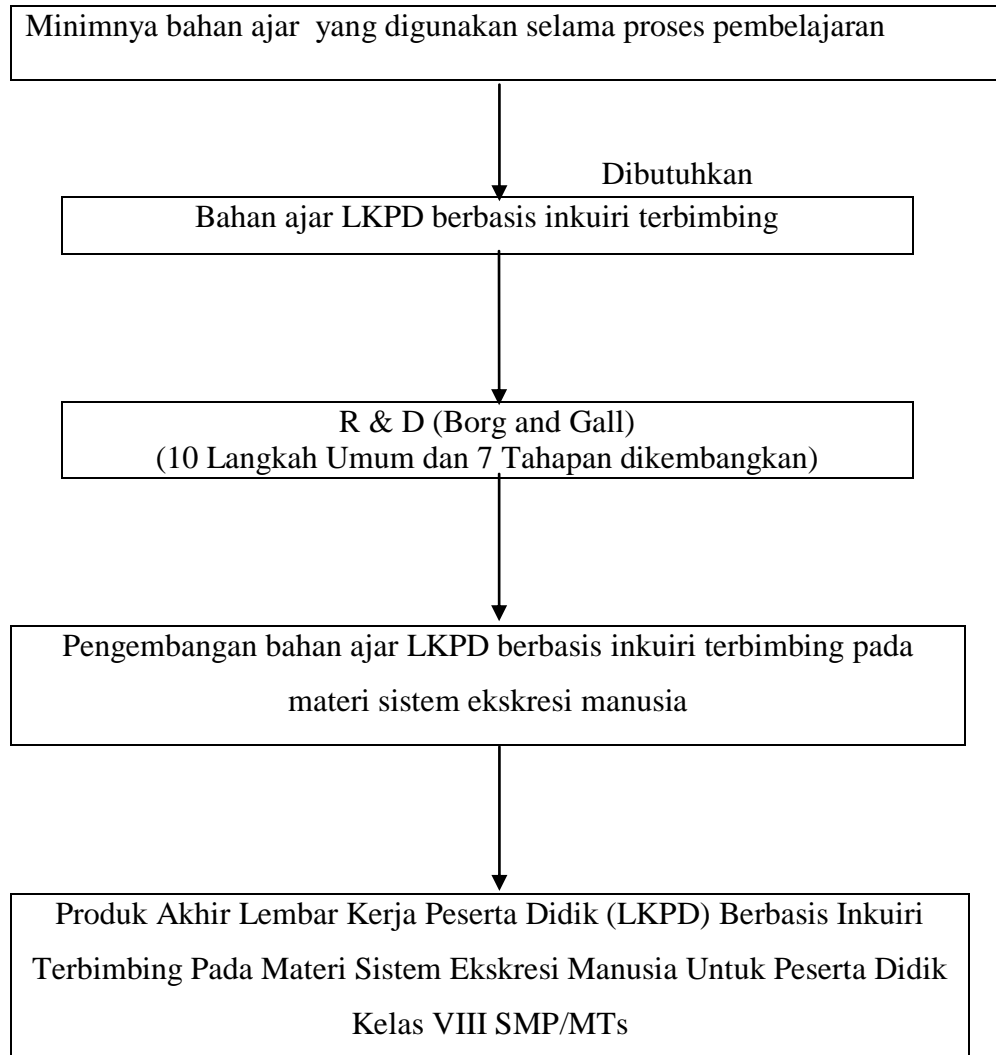 Minimnya bahan ajar yang digunakan selama proses pembelajaran
Dibutuhkan
Bahan ajar LKPD berbasis inkuiri terbimbing
R & D (Borg and Gall)
(10 Langkah Umum dan 7 Tahapan dikembangkan)
Pengembangan bahan ajar LKPD berbasis inkuiri terbimbing pada
materi sistem ekskresi manusia
Produk Akhir Lembar Kerja Peserta Didik (LKPD) Berbasis Inkuiri
Terbimbing Pada Materi Sistem Ekskresi Manusia Untuk Peserta Didik
Kelas VIII SMP/MTs